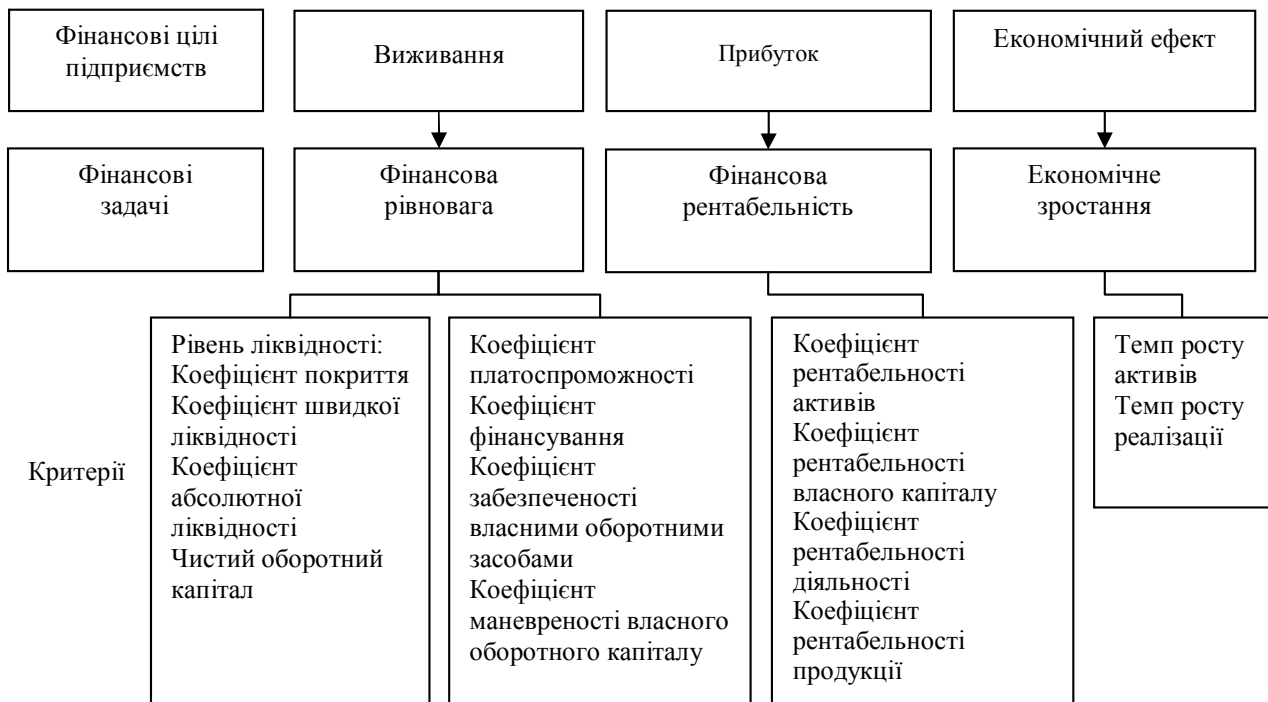 Фінансові цілі
підприємств
Виживання
Прибуток
Економічний ефект
Фінансові
задачі
Фінансова
рівновага
Фінансова
рентабельність
Економічне
зростання
Критерії
Рівень ліквідності:
Коефіцієнт покриття
Коефіцієнт швидкої
ліквідності
Коефіцієнт
абсолютної
ліквідності
Чистий оборотний
капітал
Коефіцієнт
платоспроможності
Коефіцієнт
фінансування
Коефіцієнт
забезпеченості
власними оборотними
засобами
Коефіцієнт
маневреності власного
оборотного капіталу
Коефіцієнт
рентабельності
активів
Коефіцієнт
рентабельності
власного капіталу
Коефіцієнт
рентабельності
діяльності
Коефіцієнт
рентабельності
продукції
Темп росту
активів
Темп росту
реалізації